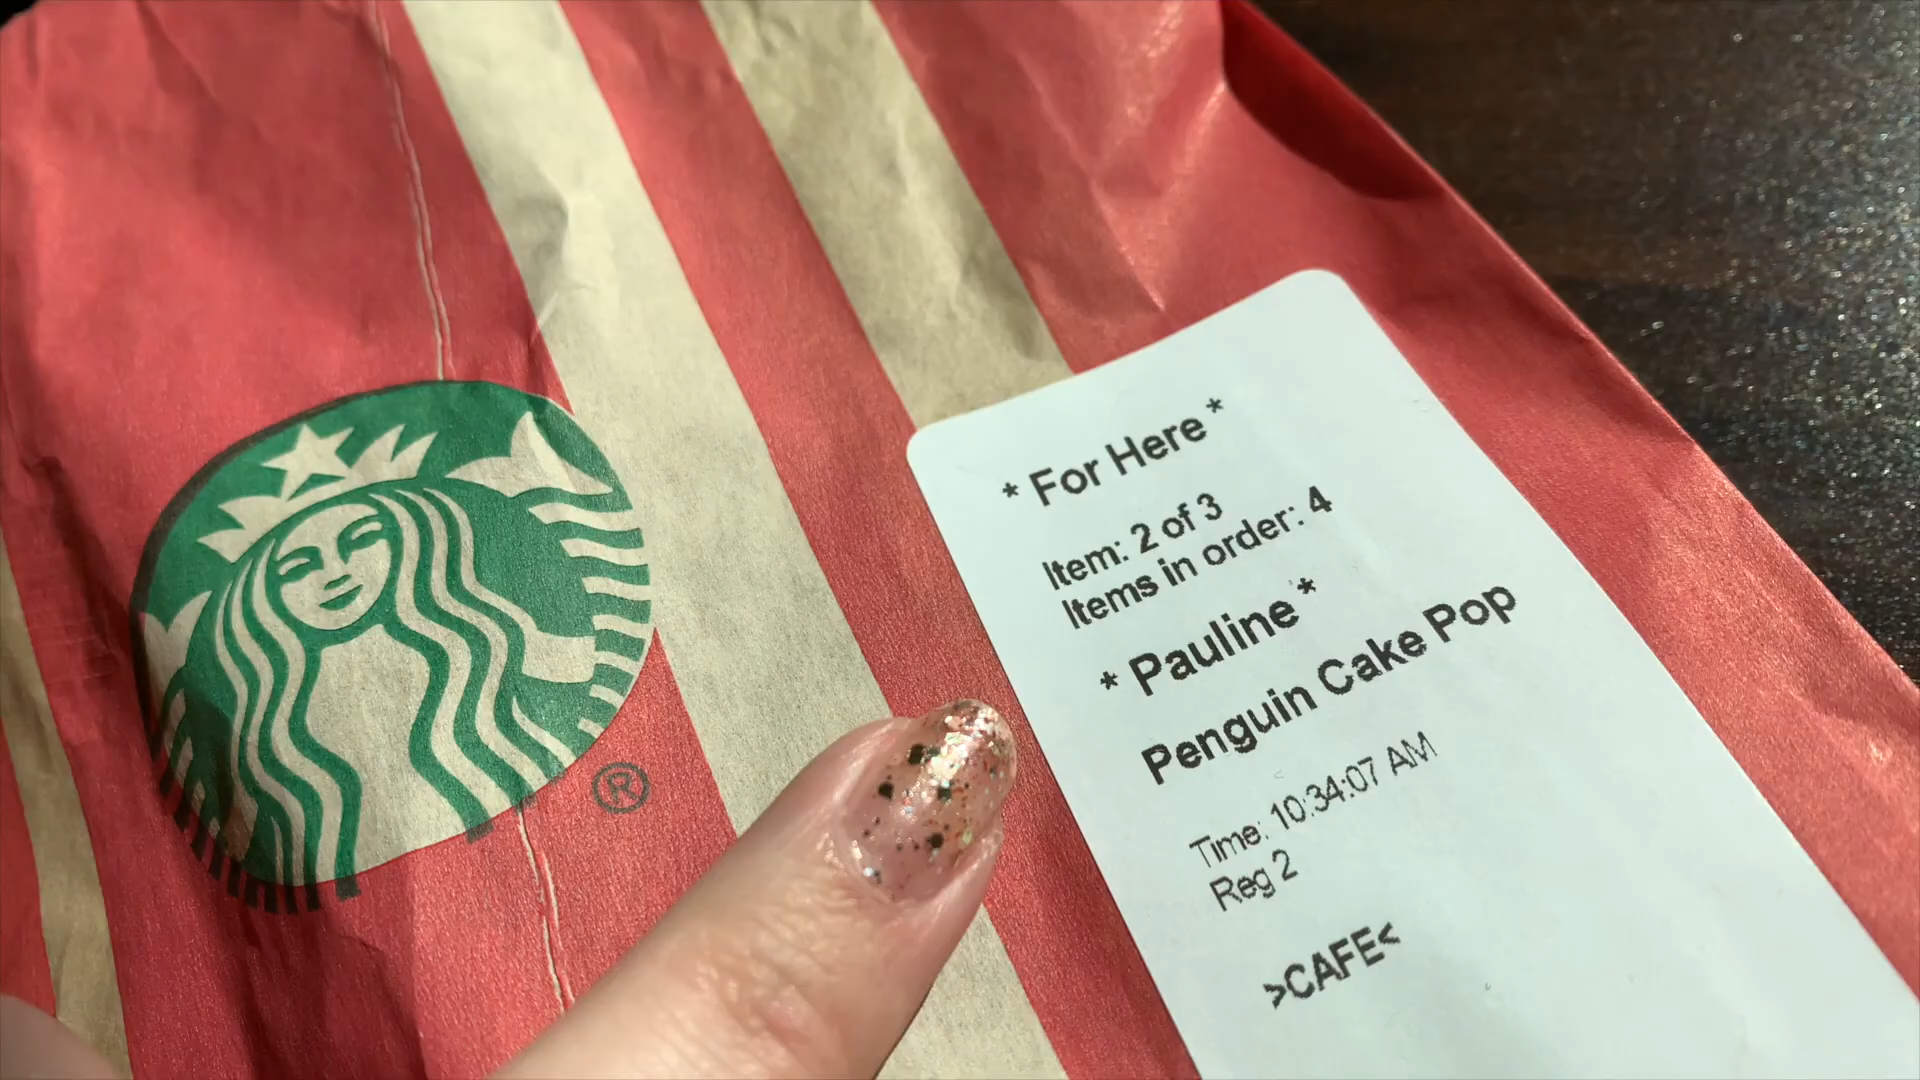 * For Here *
Item: 2 of 3
Items in order: 4
* Pauline *
Penguin Cake Pop
Time: 10:34:07 AM
Reg 2
>CAFE<
®